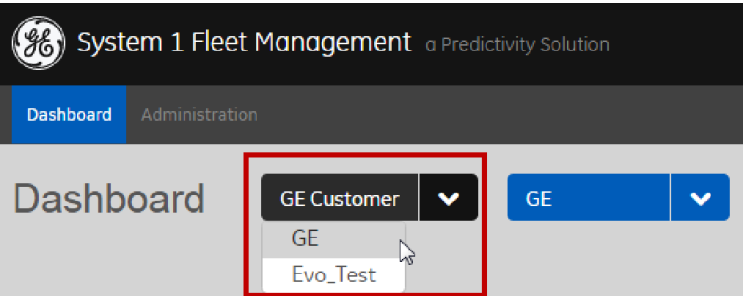 GE System 1 Fleet Management a Predictivity Solution
Dashboard Administration
Dashboard GE Customer GE
GE
Evo_Test